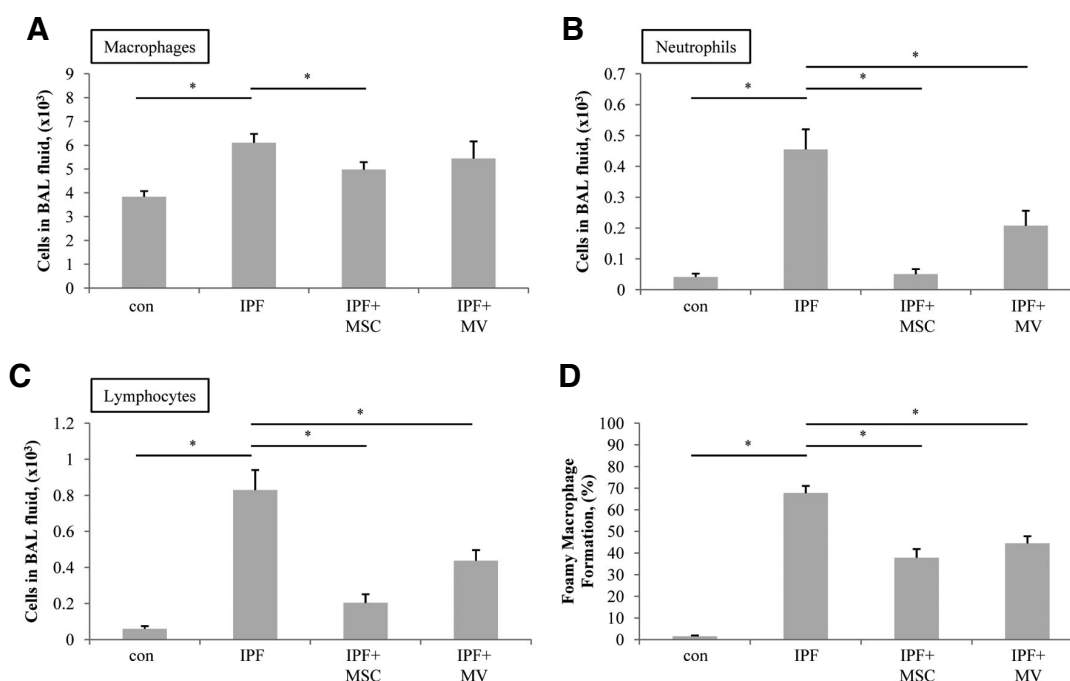 A
Macrophages
Cells in BAL fluid, (x10³)
9
8
7
6
5
4
3
2
1
0
*
*
con
IPF
IPF+
MSC
IPF+
MV
B
Neutrophils
Cells in BAL fluid, (x10³)
0.7
0.6
0.5
0.4
0.3
0.2
0.1
0
*
*
*
con
IPF
IPF+
MSC
IPF+
MV
C
Lymphocytes
Cells in BAL fluid, (x10³)
1.2
1
0.8
0.6
0.4
0.2
0
*
*
*
con
IPF
IPF+
MSC
IPF+
MV
D
Foamy Macrophage
Formation, (%)
100
90
80
70
60
50
40
30
20
10
0
*
*
*
con
IPF
IPF+
MSC
IPF+
MV